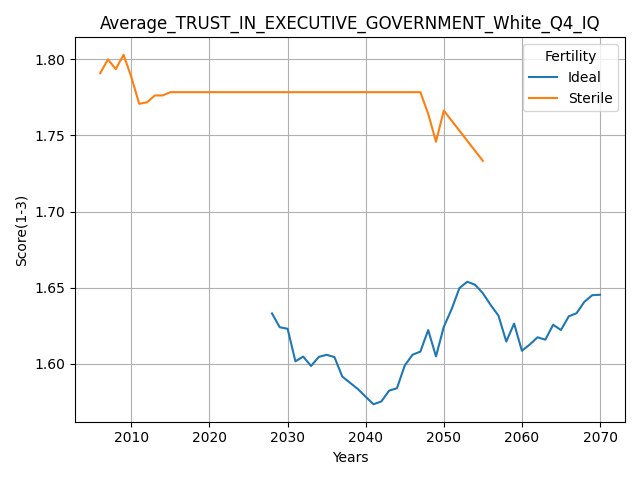 Average_TRUST_IN_EXECUTIVE_GOVERNMENT_White_Q4_IQ
Fertility
Ideal
Sterile
Score(1-3)
1.80
1.75
1.70
1.65
1.60
2010 2020 2030 2040 2050 2060 2070
Years